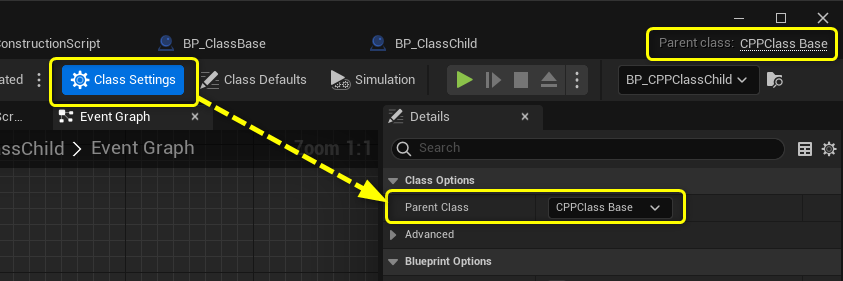 onstructionScript
BP_ClassBase
BP_ClassChild
Parent class: CPPClass Base
ated
Class Settings
Class Defaults
Simulation
BP_CPPClassChild
Scr...
Event Graph
Details
assChild > Event Graph
Zoom 1:1
Search
Class Options
Parent Class
CPPClass Base
Advanced
Blueprint Options